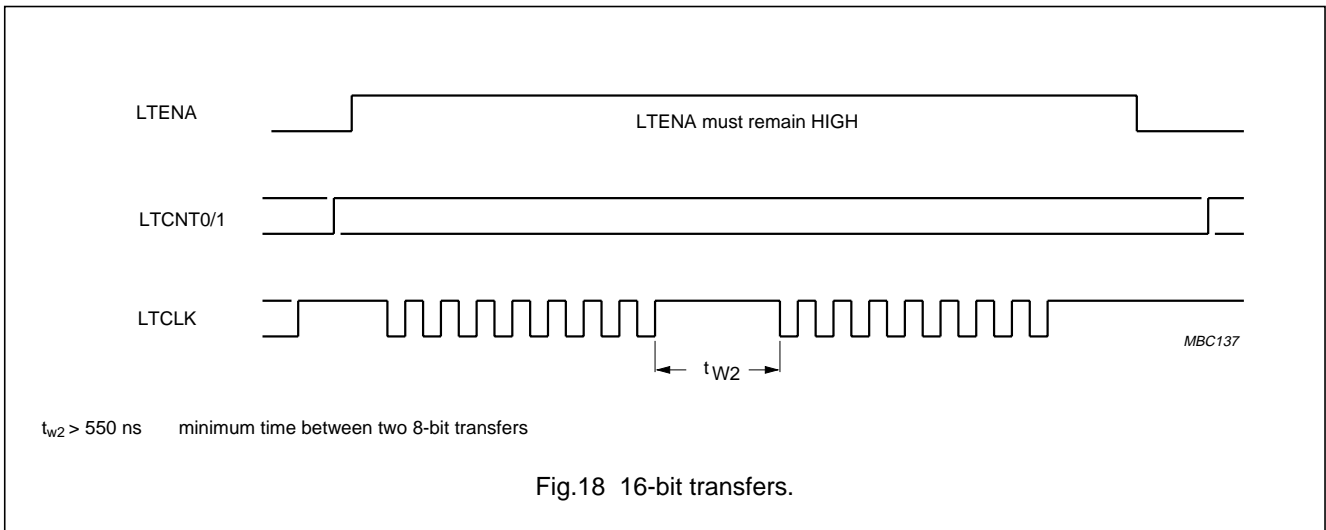 LTENA
LTENA must remain HIGH
LTCNT0/1
LTCLK
MBC137
tW2
tw2 > 550 ns minimum time between two 8-bit transfers
Fig.18 16-bit transfers.